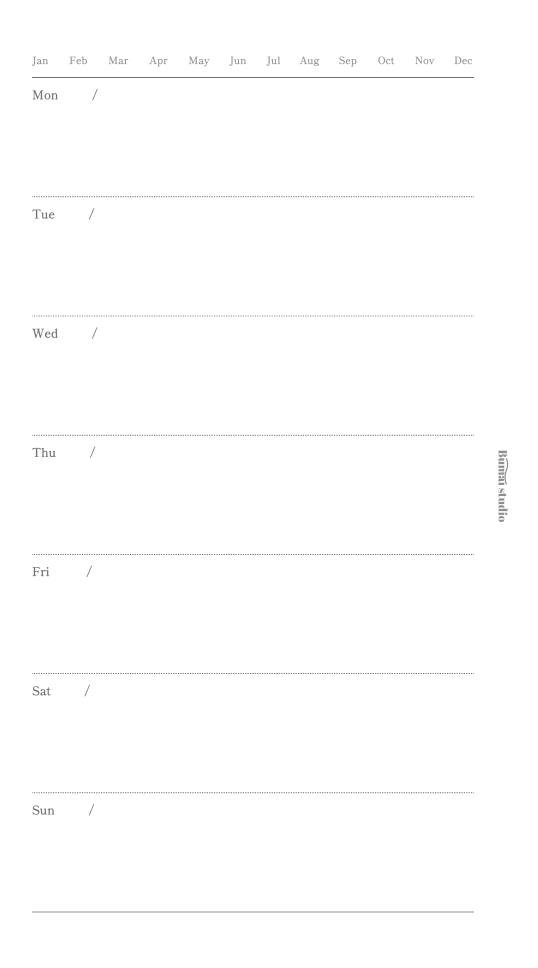 Jan Feb Mar Apr May Jun Jul Aug Sep Oct Nov Dec
Mon /
Tue /
Wed /
Thu /
Fri /
Sat /
Sun /
Bumai studio